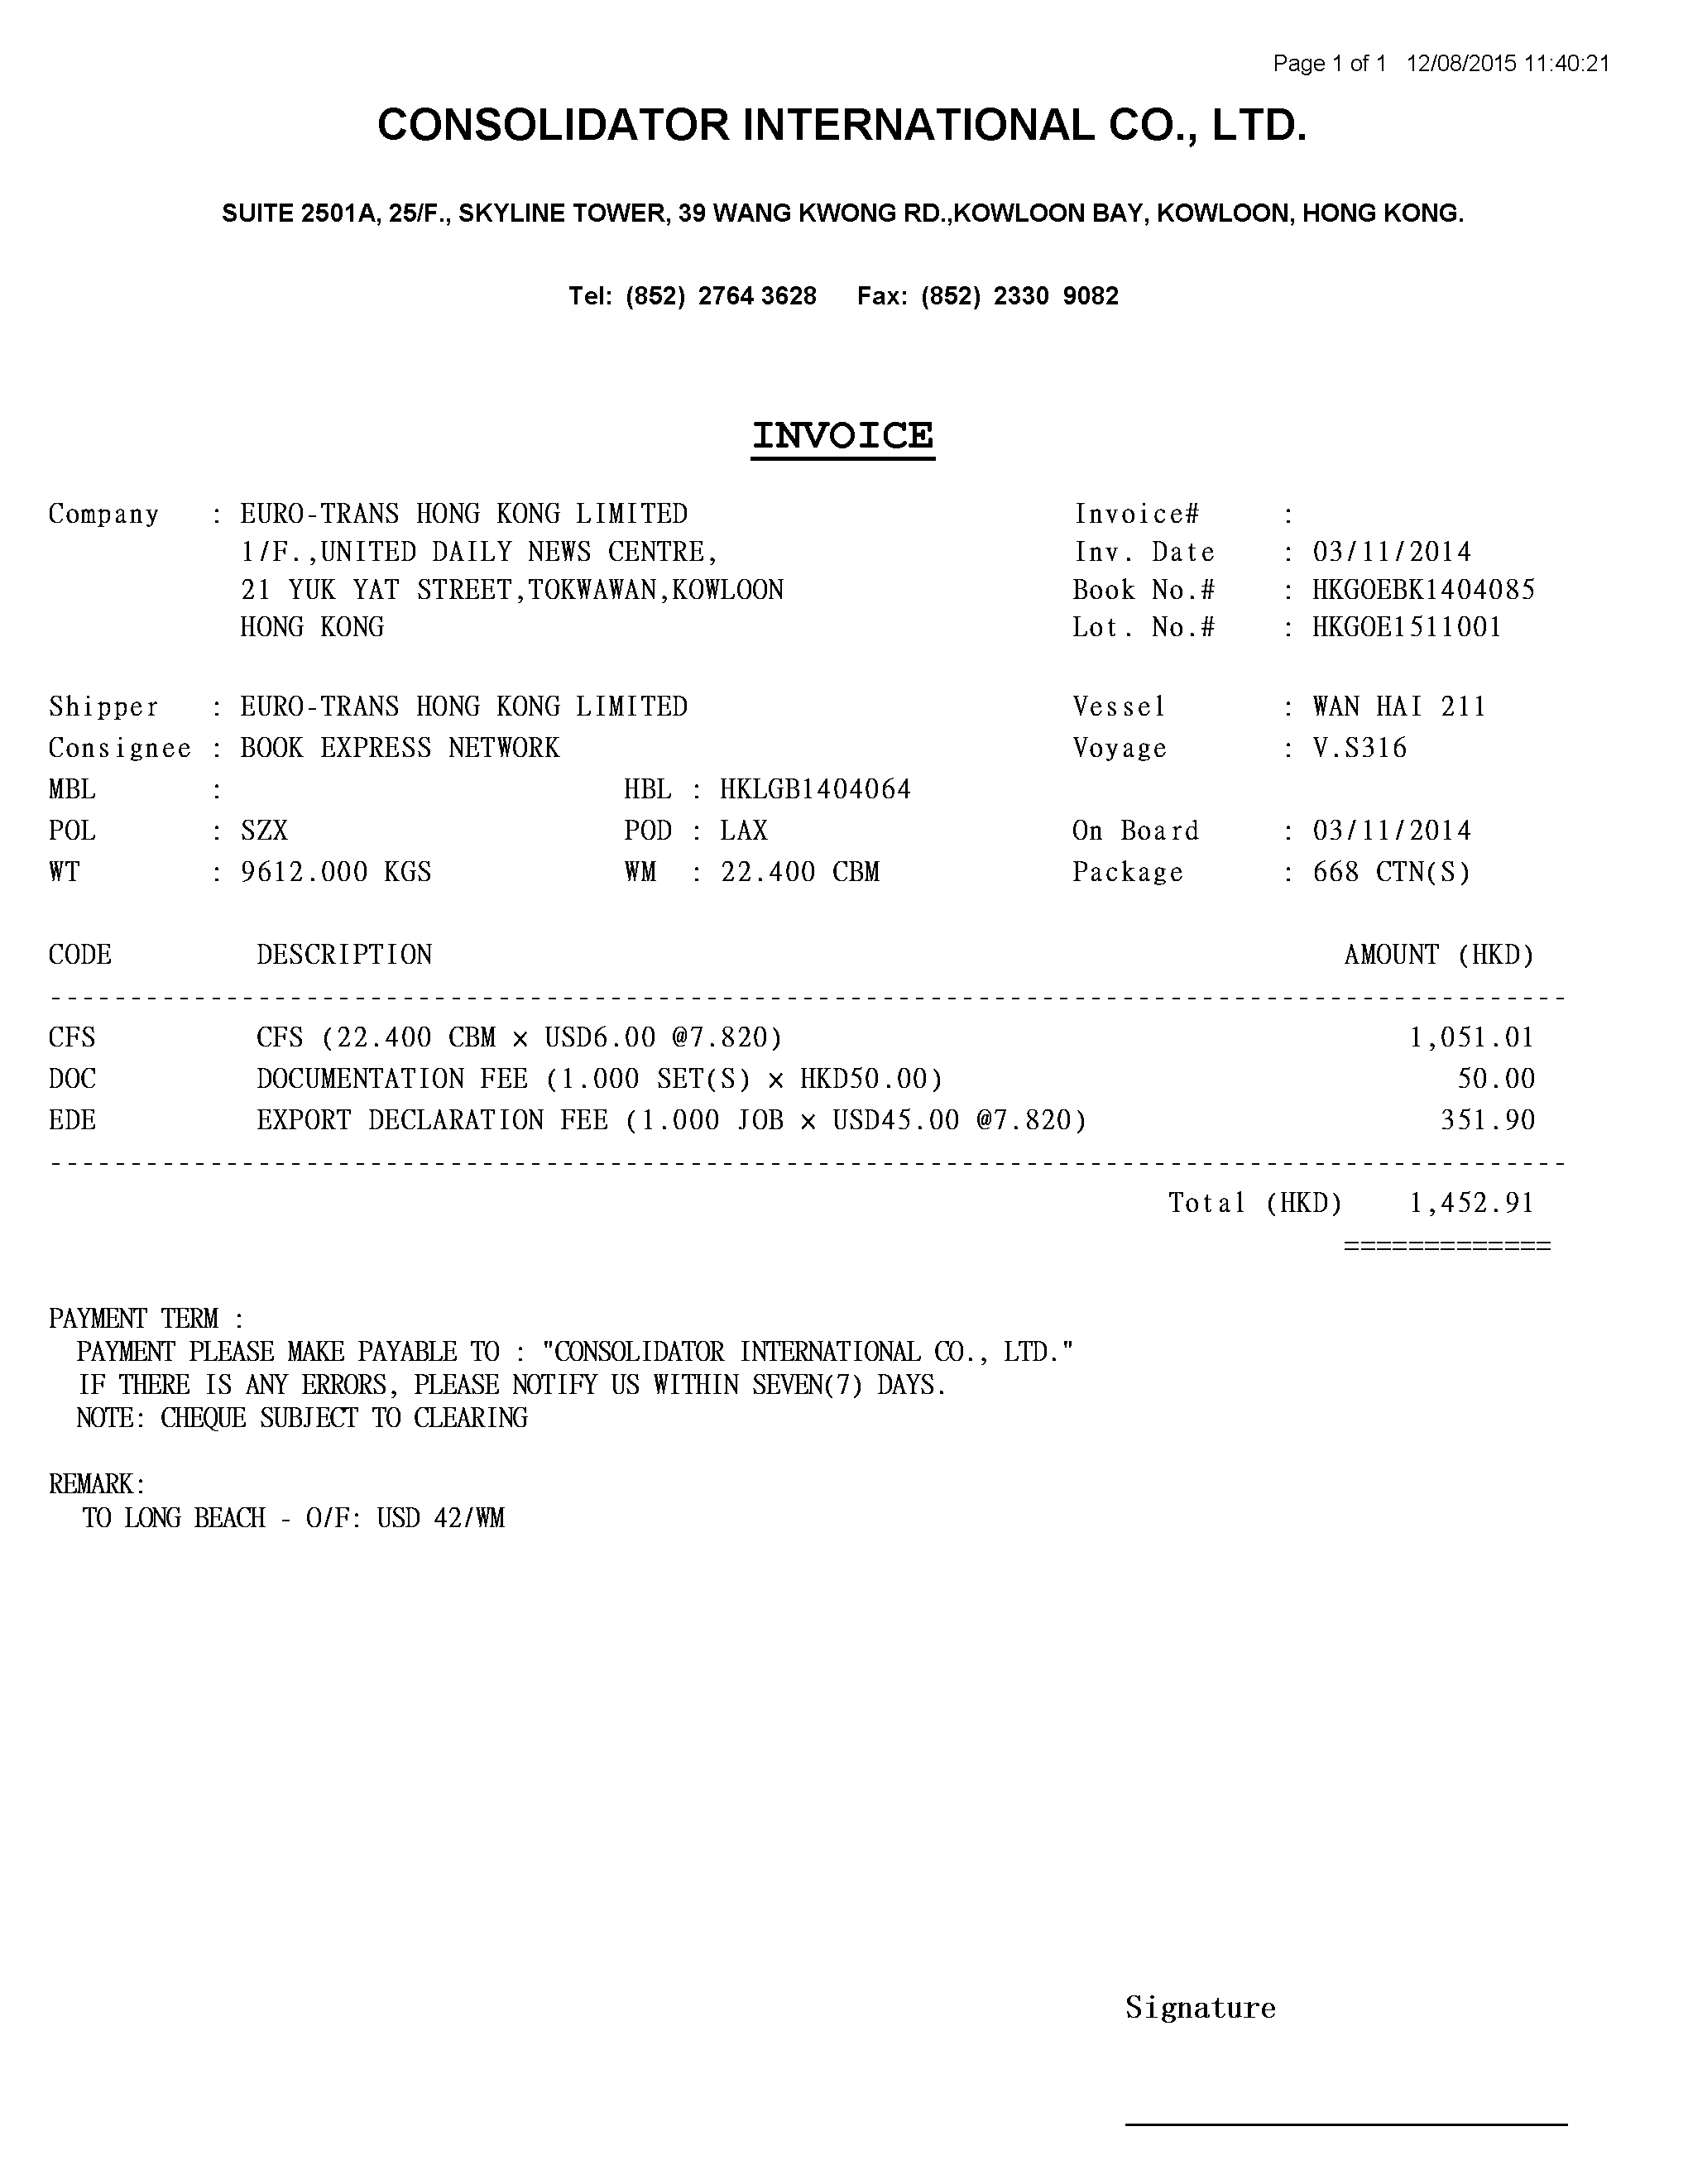 Page 1 of 1 12/08/2015 11:40:21
CONSOLIDATOR INTERNATIONAL CO., LTD.
SUITE 2501A, 25/F., SKYLINE TOWER, 39 WANG KWONG RD.,KOWLOON BAY, KOWLOON, HONG KONG.
Tel: (852) 2764 3628 Fax: (852) 2330 9082
INVOICE
Company : EURO-TRANS HONG KONG LIMITED Invoice# :
1/F.,UNITED DAILY NEWS CENTRE, Inv. Date : 03/11/2014
21 YUK YAT STREET,TOKWAWAN,KOWLOON Book No.# : HKGOEBK1404085
HONG KONG Lot. No.# : HKGOE1511001
Shipper : EURO-TRANS HONG KONG LIMITED Vessel : WAN HAI 211
Consignee : BOOK EXPRESS NETWORK Voyage : V.S316
MBL : HBL : HKLGB1404064
POL : SZX POD : LAX On Board : 03/11/2014
WT : 9612.000 KGS WM : 22.400 CBM Package : 668 CTN(S)
CODE DESCRIPTION AMOUNT (HKD)
CFS CFS (22.400 CBM × USD6.00 @7.820) 1,051.01
DOC DOCUMENTATION FEE (1.000 SET(S) × HKD50.00) 50.00
EDE EXPORT DECLARATION FEE (1.000 JOB × USD45.00 @7.820) 351.90
Total (HKD) 1,452.91
=============
PAYMENT TERM :
PAYMENT PLEASE MAKE PAYABLE TO : "CONSOLIDATOR INTERNATIONAL CO., LTD."
IF THERE IS ANY ERRORS, PLEASE NOTIFY US WITHIN SEVEN(7) DAYS.
NOTE: CHEQUE SUBJECT TO CLEARING
REMARK:
TO LONG BEACH - O/F: USD 42/WM
Signature